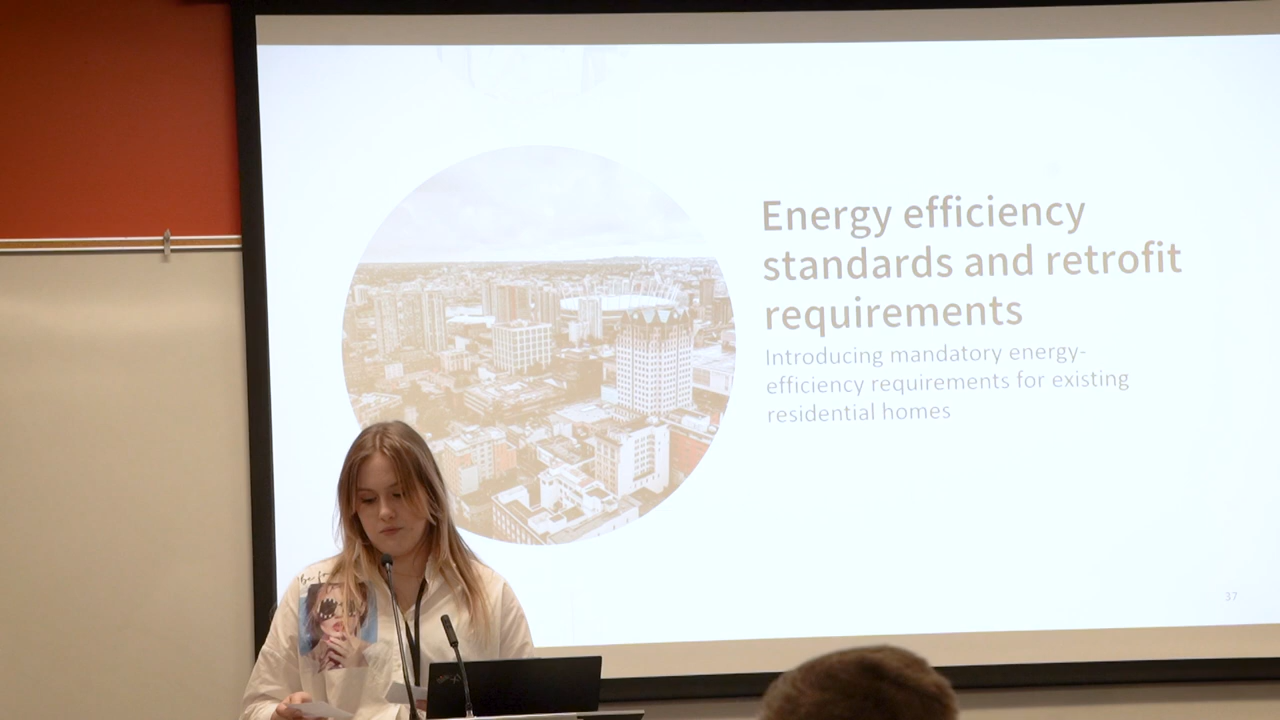 Energy efficiency
standards and retrofit
requirements
Introducing mandatory energy-
efficiency requirements for existing
residential homes
37